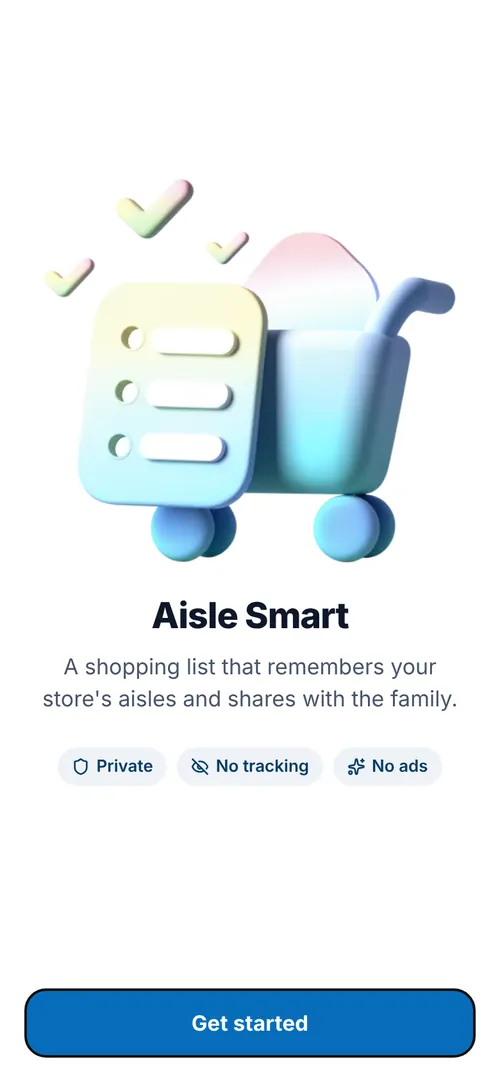 Aisle Smart
A shopping list that remembers your
store's aisles and shares with the family.
Private
No tracking
No ads
Get started